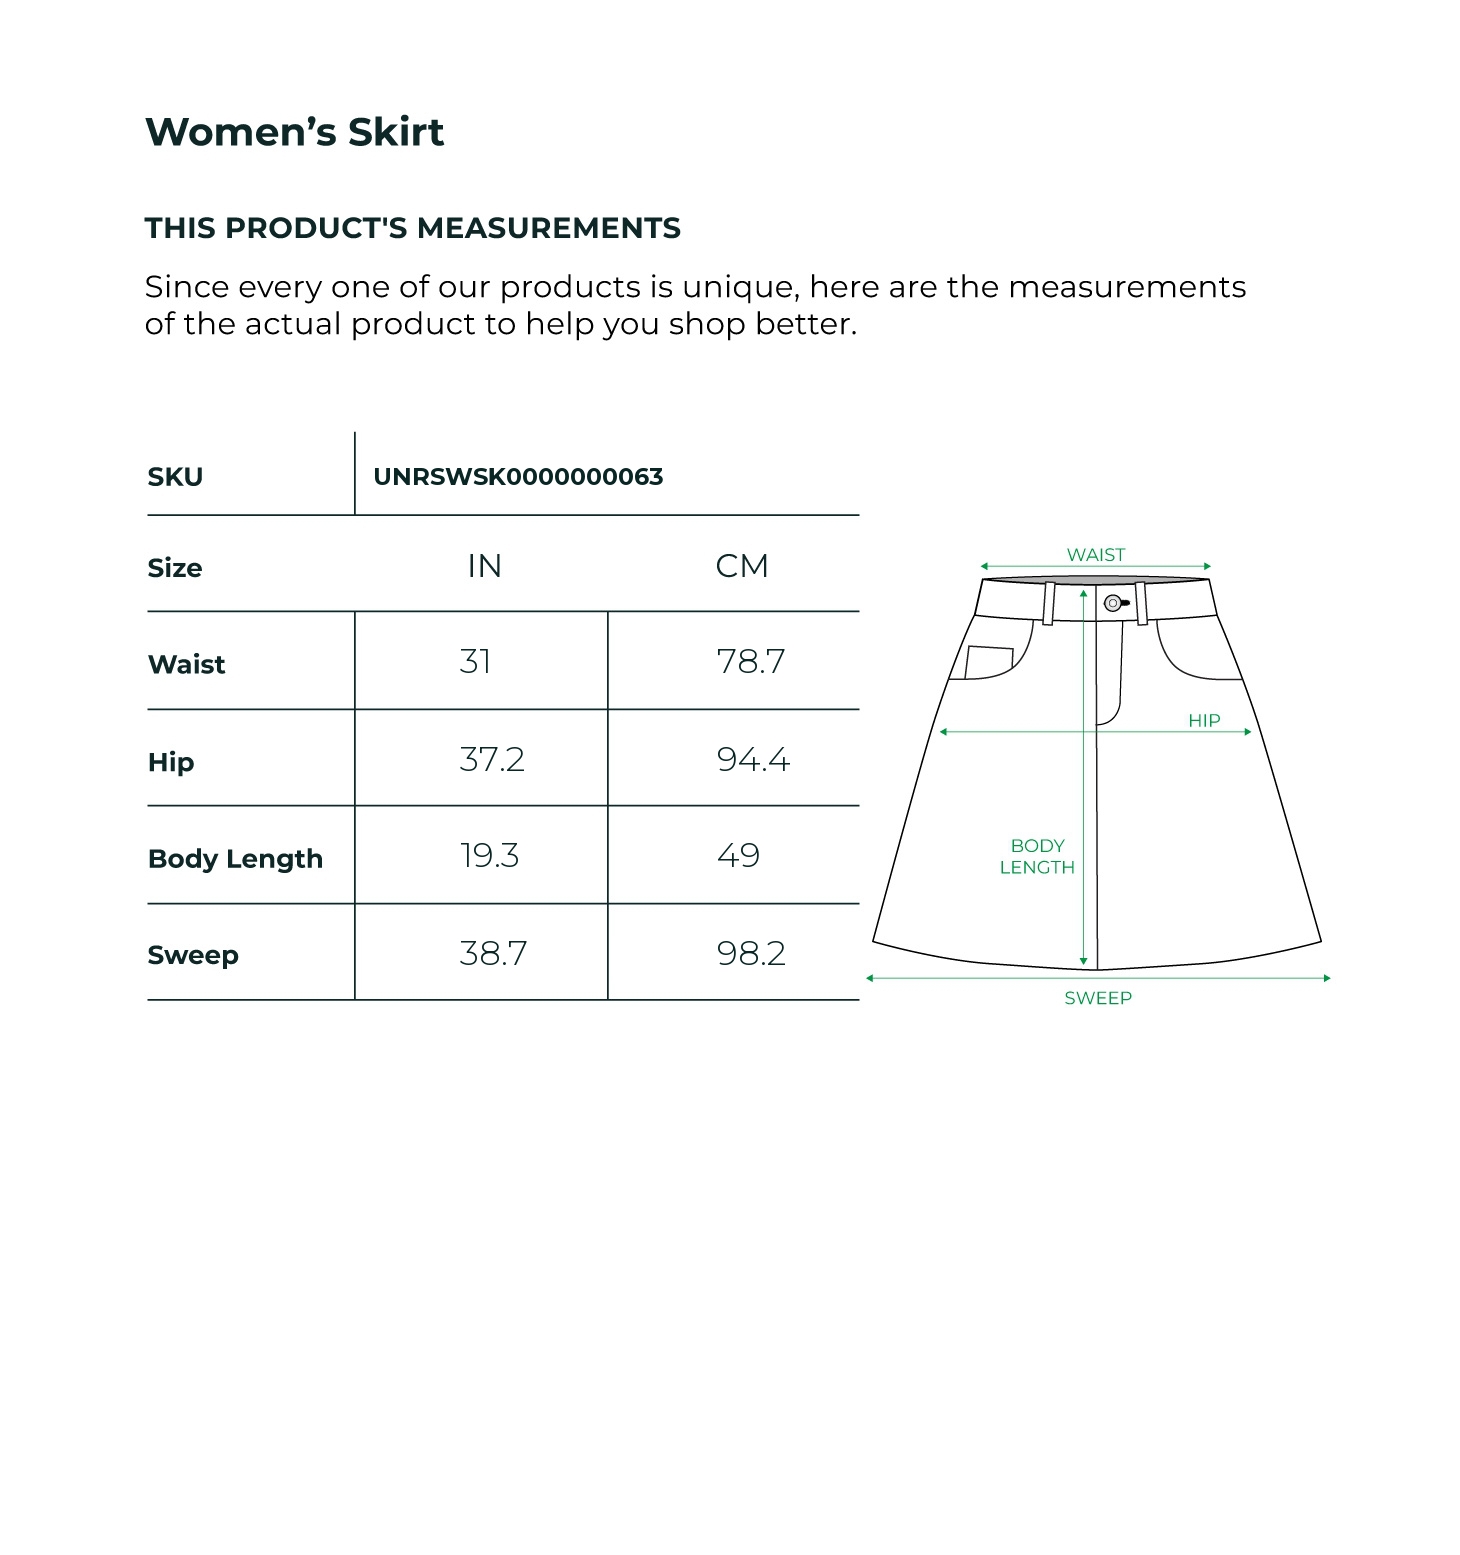 Women’s Skirt
THIS PRODUCT'S MEASUREMENTS
Since every one of our products is unique, here are the measurements
of the actual product to help you shop better.
SKU UNRSWSK0000000063
Size IN CM
Waist 31 78.7
Hip 37.2 94.4
Body Length 19.3 49
Sweep 38.7 98.2
WAIST
HIP
BODY
LENGTH
SWEEP